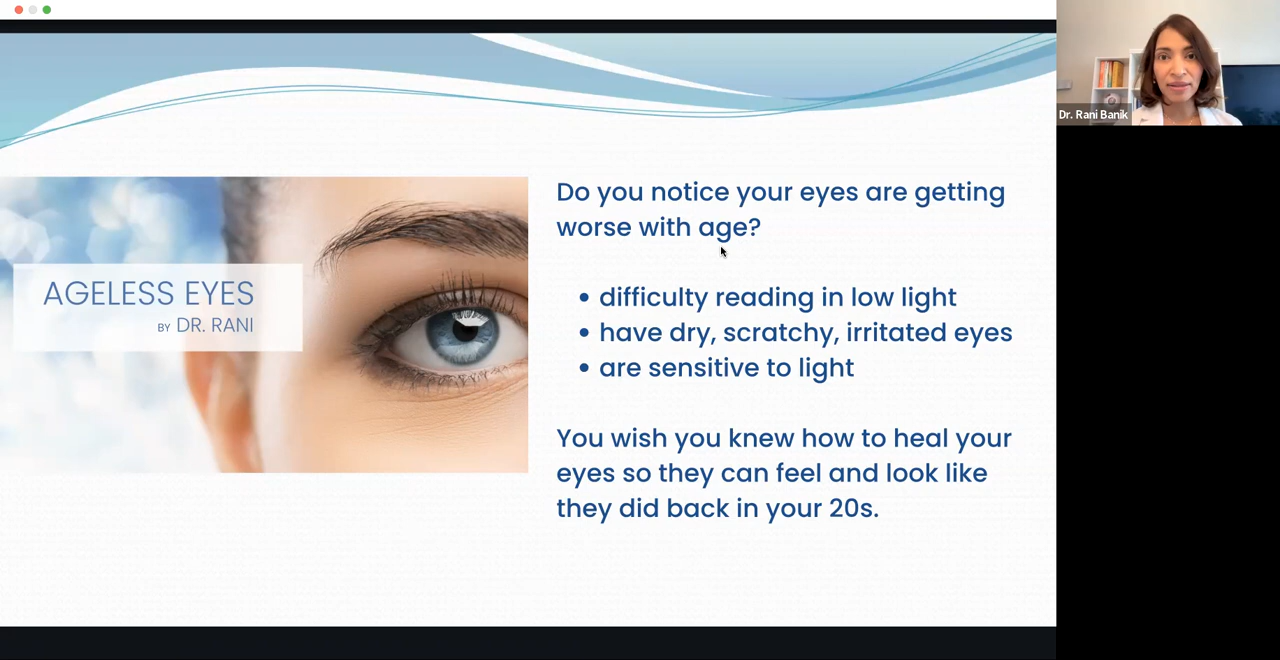 Dr. Rani Banik
AGELESS EYES
BY DR. RANI
Do you notice your eyes are getting
worse with age?
• difficulty reading in low light
• have dry, scratchy, irritated eyes
• are sensitive to light
You wish you knew how to heal your
eyes so they can feel and look like
they did back in your 20s.